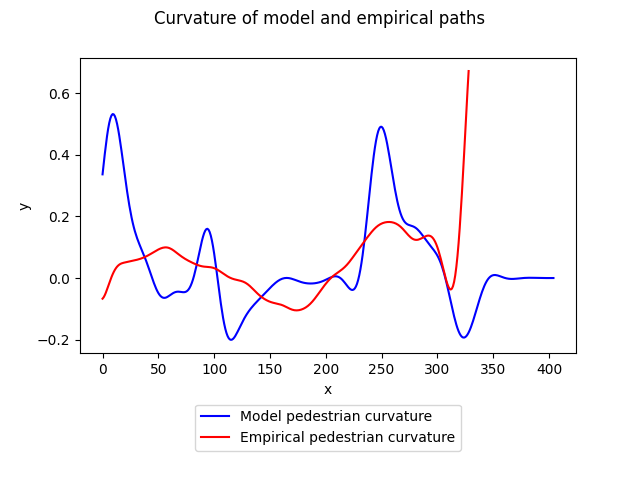 Curvature of model and empirical paths
y
0.6
0.4
0.2
0.0
−0.2
0 50 100 150 200 250 300 350 400
x
Model pedestrian curvature
Empirical pedestrian curvature